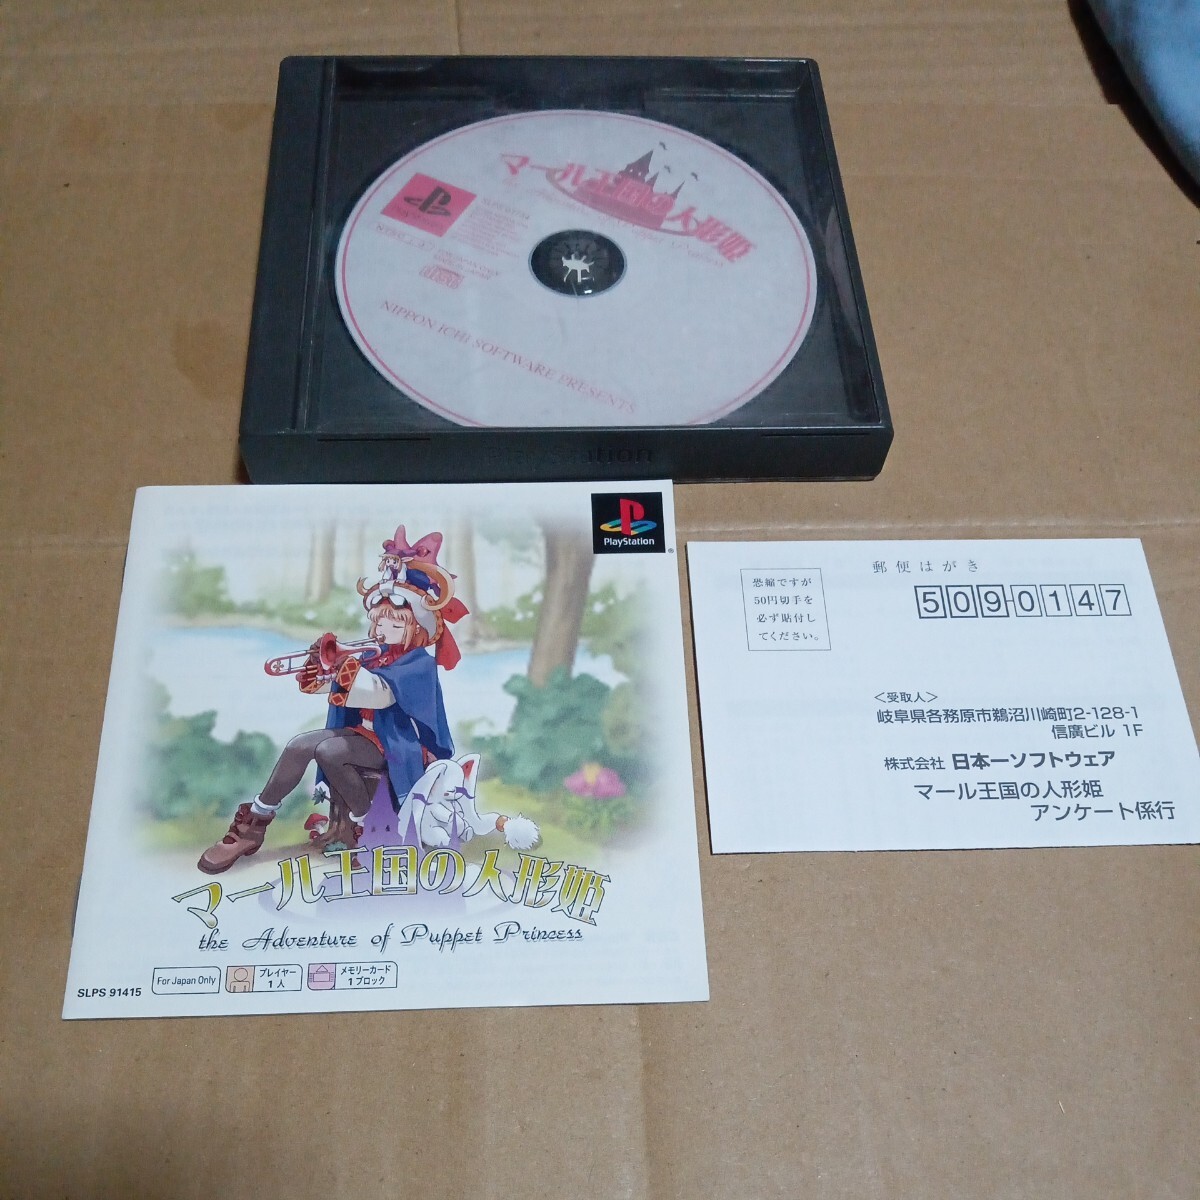 マール王国の人形姫
NIPPON ICHI SOFTWARE PRESENTS
PlayStation
PlayStation
マール王国の人形姫
the Adventure of Puppet Princess
SLPS 91415
For Japan Only
プレイヤー
1人
メモリーカード
1ブロック
郵便はがき
恐縮ですが
50円切手を
必ず貼付し
てください。
509-0147
<受取人>
岐阜県各務原市鵜沼川崎町2-128-1
信廣ビル 1F
株式会社 日本一ソフトウェア
マール王国の人形姫
アンケート係行